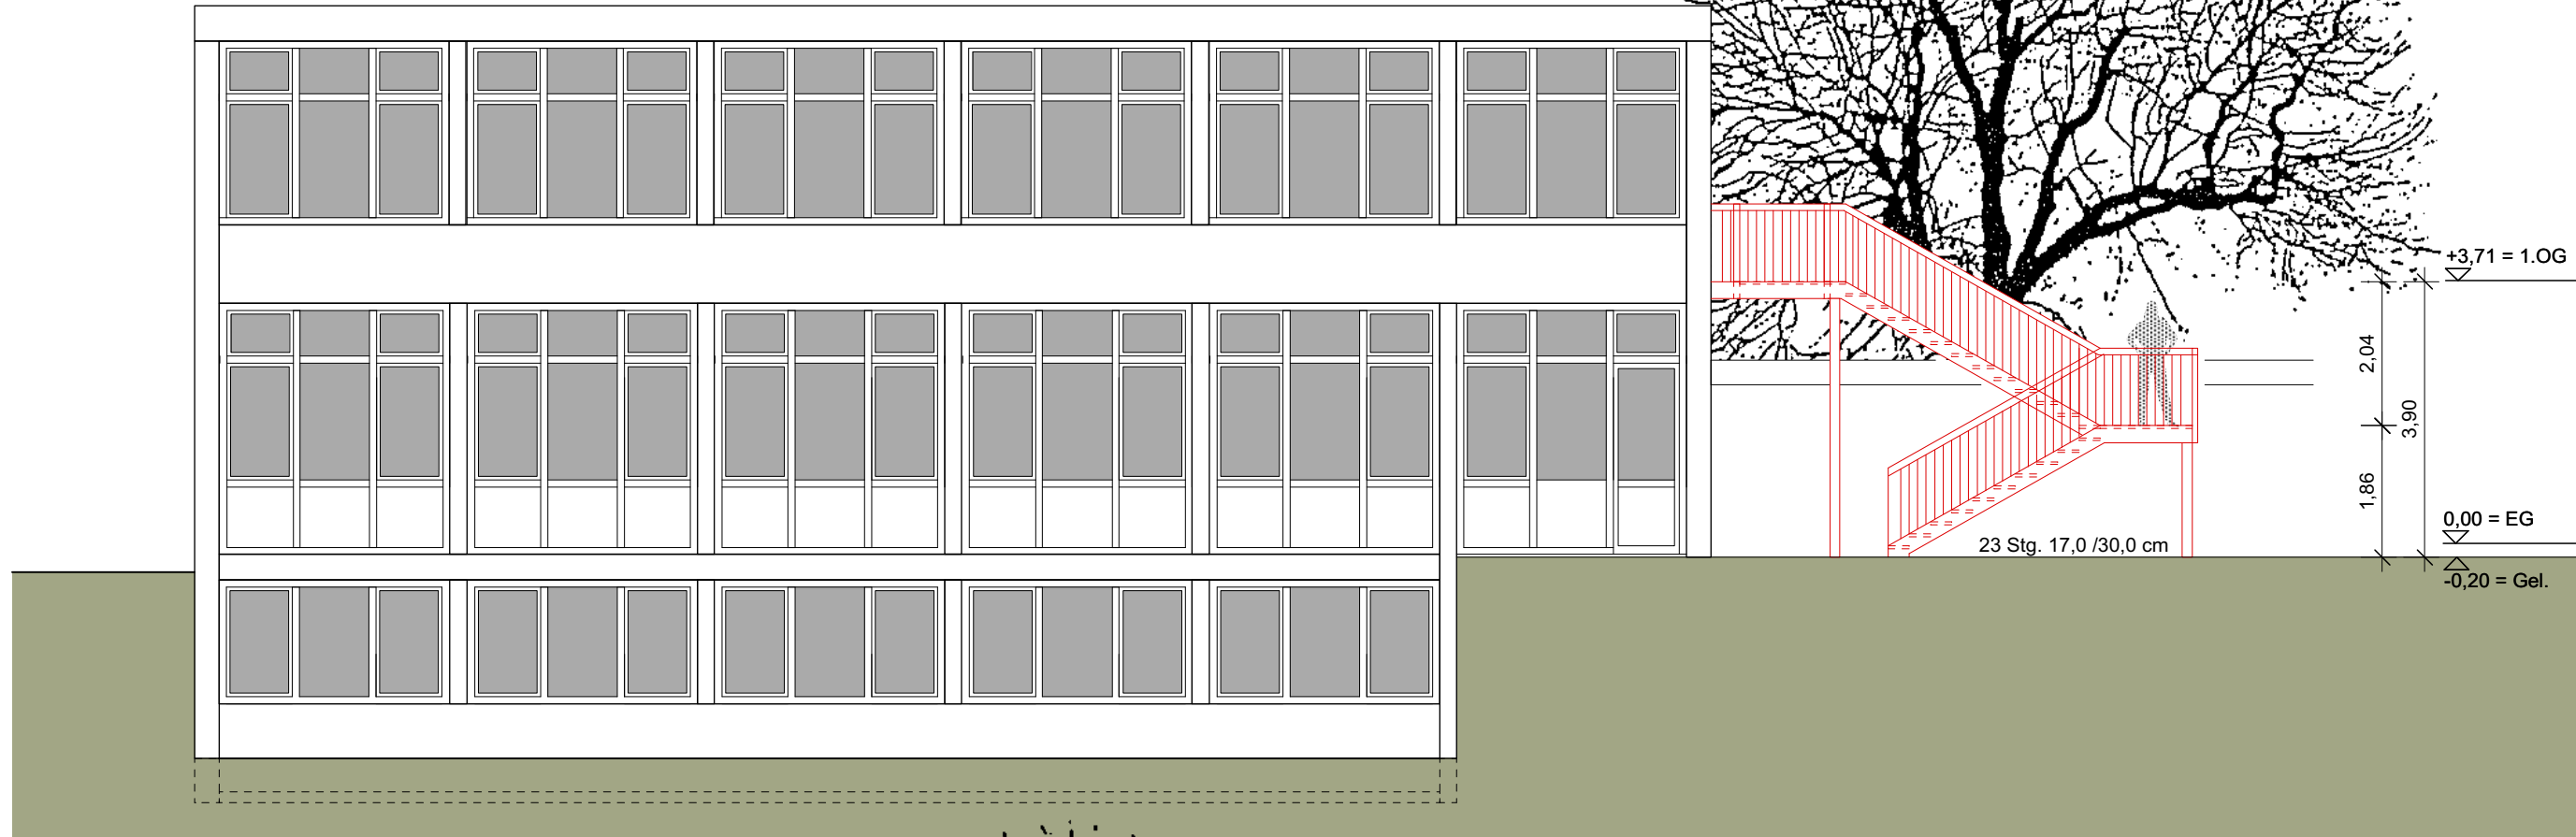 +3,71 = 1.OG
2,04
3,90
1,86
0,00 = EG
23 Stg. 17,0 /30,0 cm
-0,20 = Gel.